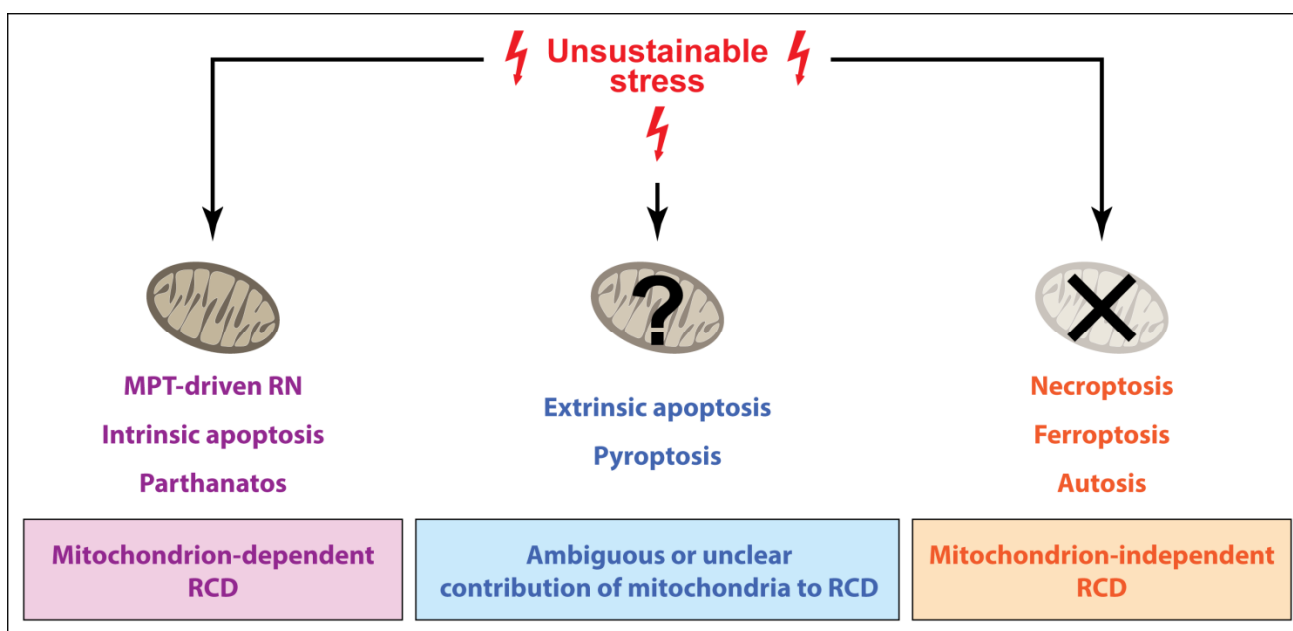 Unsustainable
stress
?
MPT-driven RN
Intrinsic apoptosis
Parthanatos
Extrinsic apoptosis
Pyroptosis
Necroptosis
Ferroptosis
Autosis
Mitochondrion-dependent
RCD
Ambiguous or unclear
contribution of mitochondria to RCD
Mitochondrion-independent
RCD